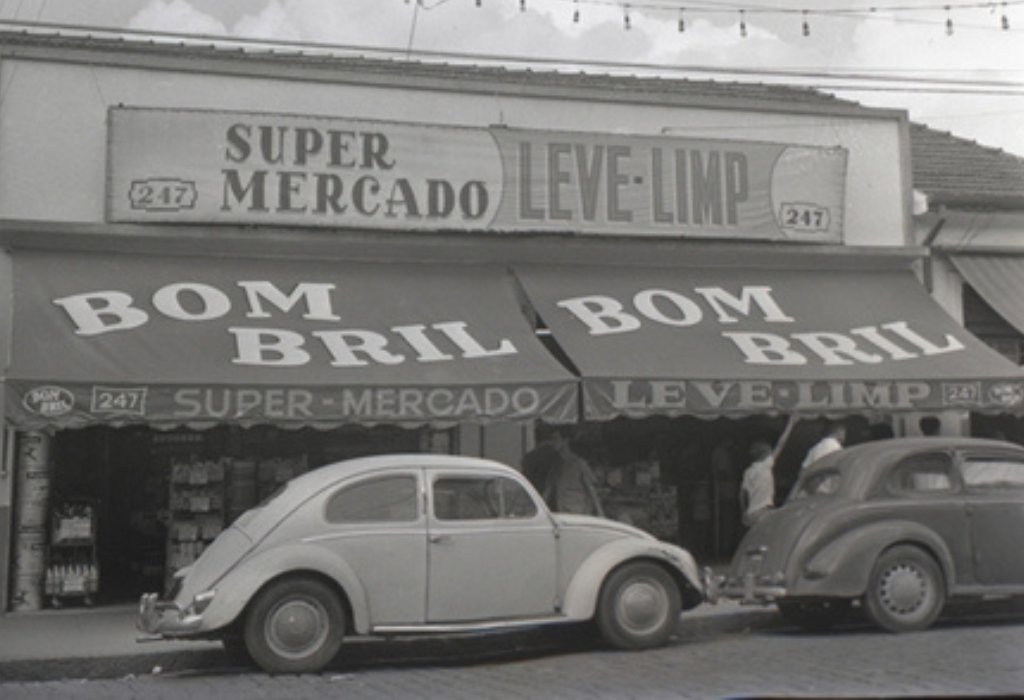 SUPER
MERCADO
247
LEVE-LIMP
247
BOM
BRIL
BOM
BRIL
BOM
BRIL
247
SUPER-MERCADO
LEVE-LIMP
247